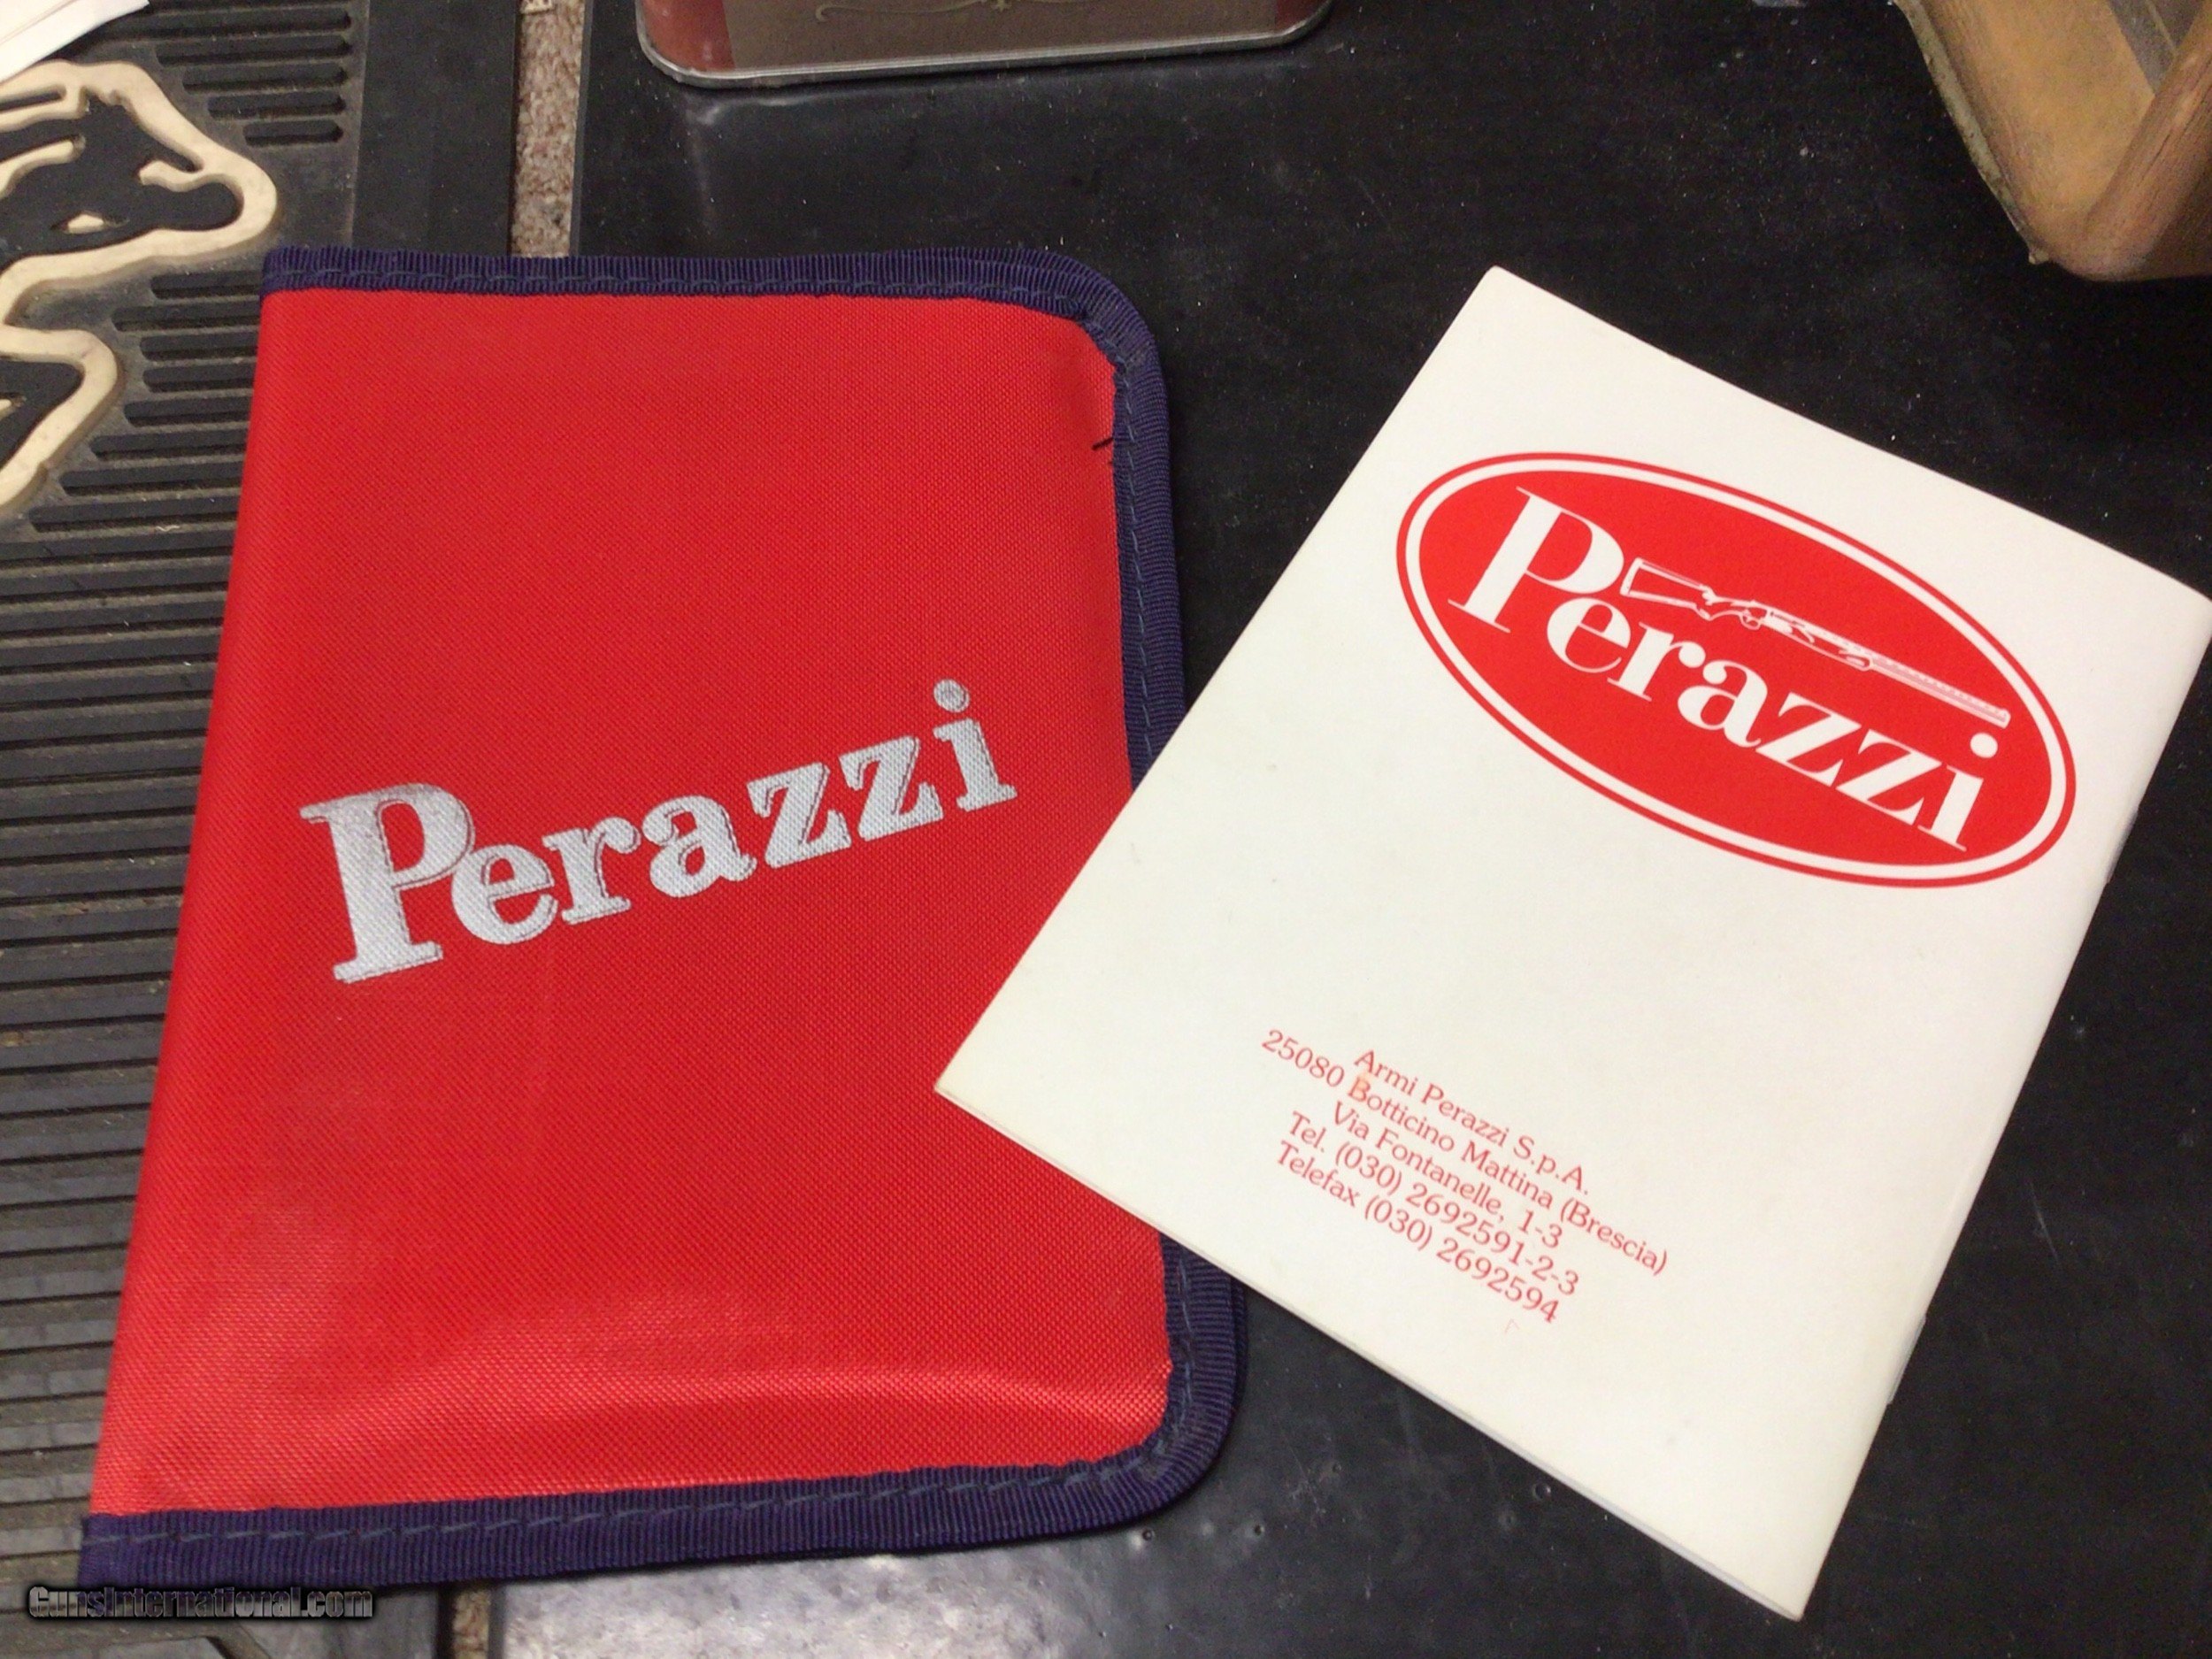 Perazzi
Perazzi
Armi Perazzi S.p.A.
25080 Botticino Mattina (Brescia)
Via Fontanelle, 1-3
Tel. (030) 2692591-2-3
Telefax (030) 2692594
GunsInternational.com